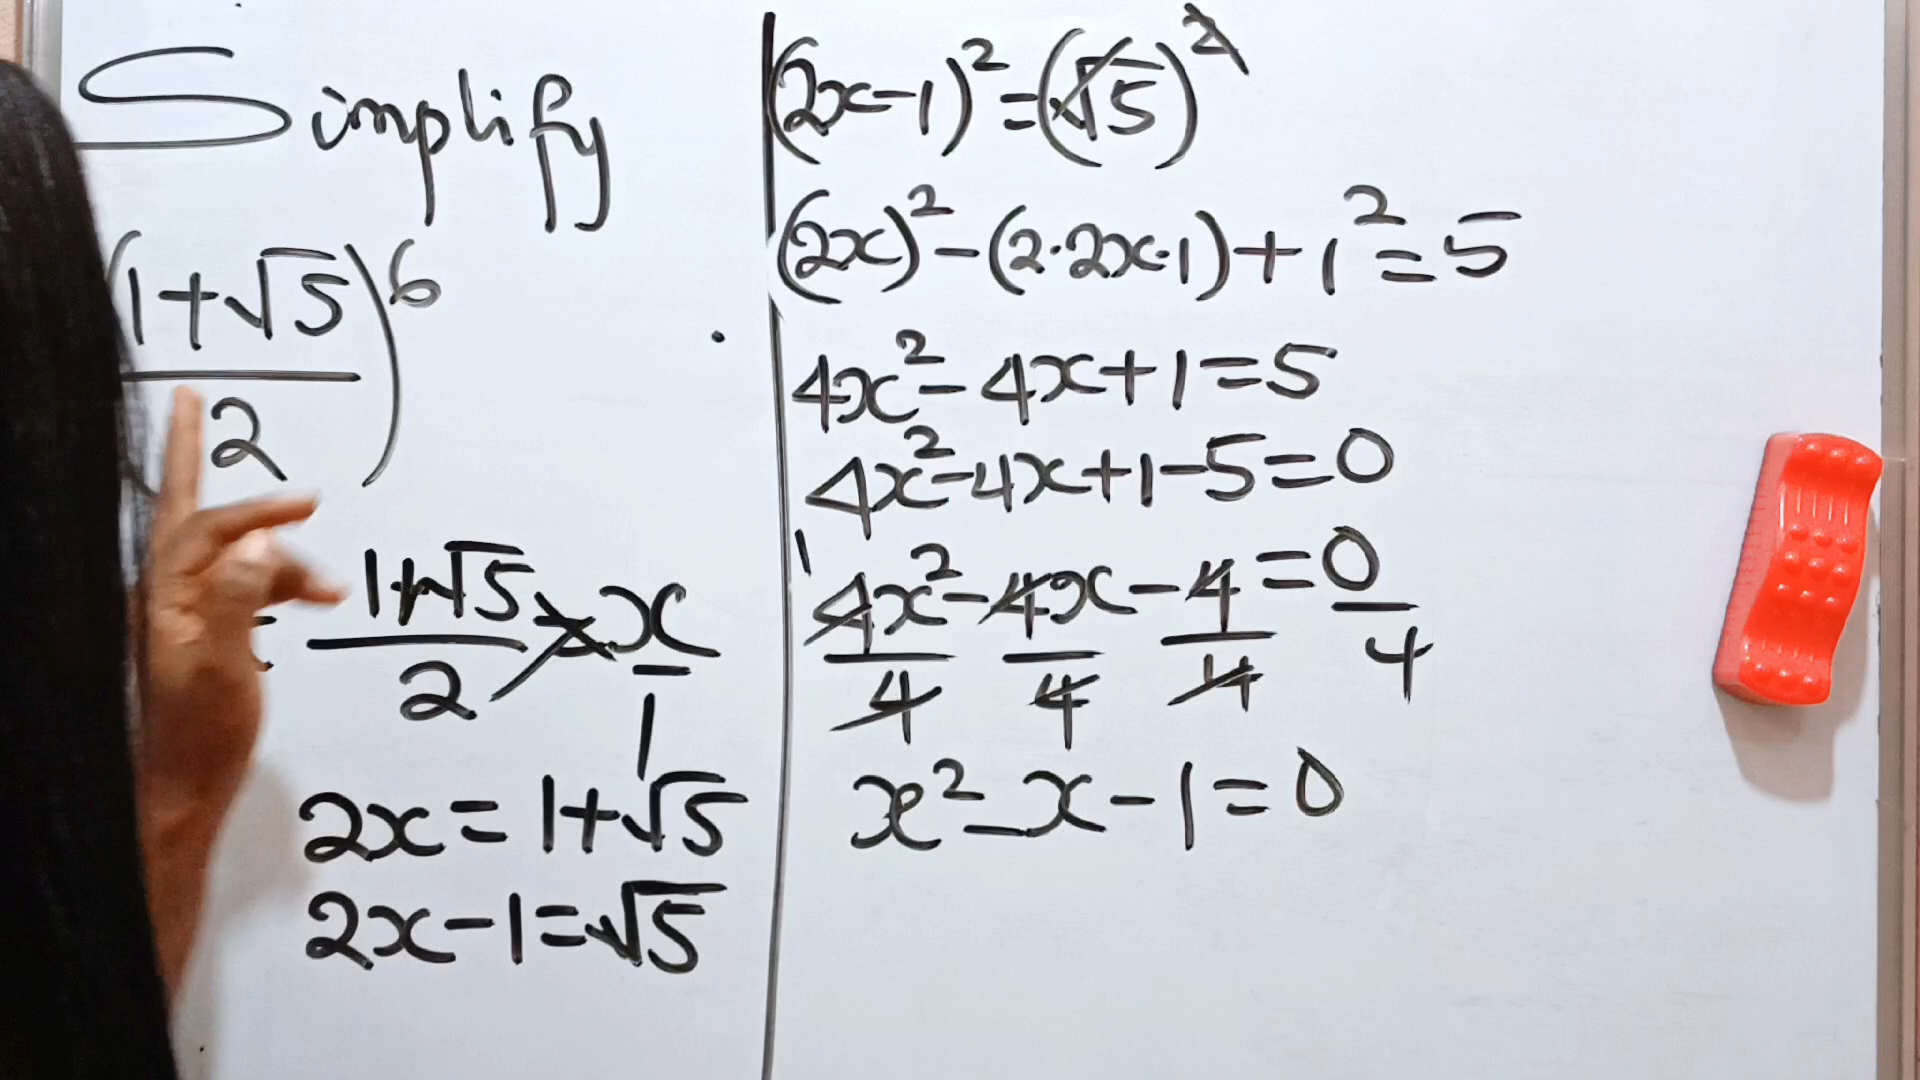 Simplify
(1+√5)⁶
2
= 1+√5 × x
2 1
2x = 1+√5
2x-1=√5
(2x-1)² = (√5)²
(2x)² - (2·2x·1) + 1² = 5
4x² - 4x + 1 = 5
4x² - 4x + 1 - 5 = 0
1 4x² - 4x - 4 = 0
4 4 4 4
x² - x - 1 = 0